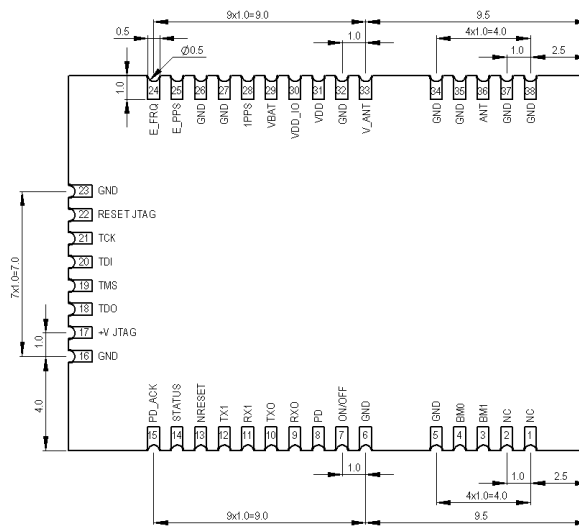 9x1.0=9.0
9.5
0.5
Ø0.5
1.0
4x1.0=4.0
1.0
2.5
1.0
24 25 26 27 28 29 30 31 32 33 34 35 36 37 38
E_FRQ
E_PPS
GND
GND
1PPS
VBAT
VDD_IO
VDD
GND
V_ANT
GND
GND
ANT
GND
GND
23 GND
22 RESET JTAG
21 TCK
20 TDI
19 TMS
18 TDO
17 +V JTAG
16 GND
7x1.0=7.0
1.0
4.0
PD_ACK
STATUS
NRESET
TX1
RX1
TX0
RX0
PD
ON/OFF
GND
GND
BM0
BM1
NC
NC
15 14 13 12 11 10 9 8 7 6 5 4 3 2 1
1.0
1.0
2.5
4x1.0=4.0
9x1.0=9.0
9.5